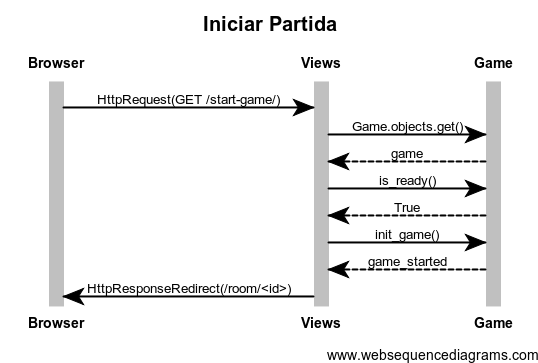 Iniciar Partida
Browser Views Game
HttpRequest(GET /start-game/)
Game.objects.get()
game
is_ready()
True
init_game()
game_started
HttpResponseRedirect(/room/<id>)
Browser Views Game
www.websequencediagrams.com